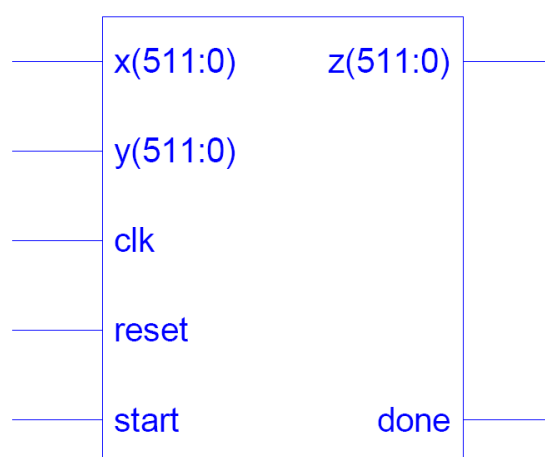 x(511:0) z(511:0)
y(511:0)
clk
reset
start done